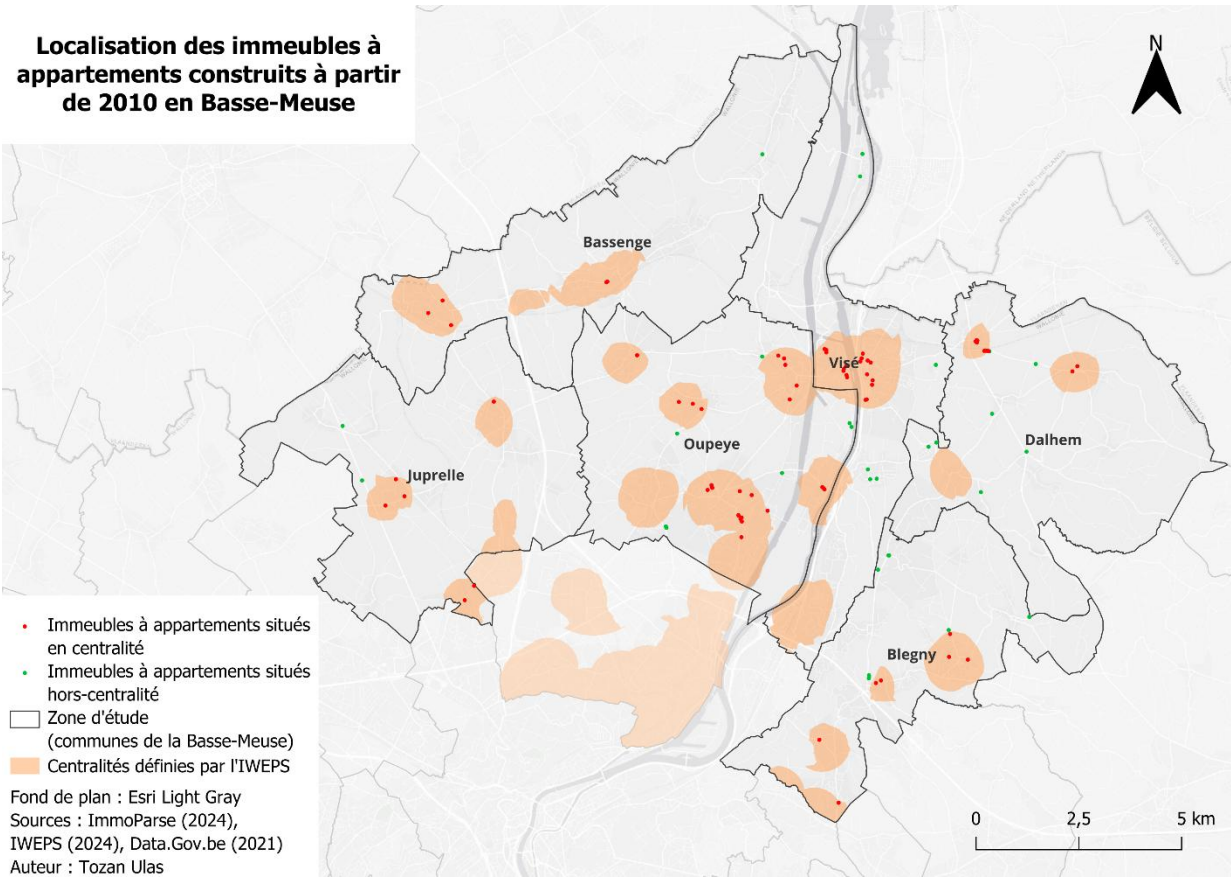 Localisation des immeubles à
appartements construits à partir
de 2010 en Basse-Meuse
N
Bassenge
Visé
Dalhem
Oupeye
Juprelle
Blegny
• Immeubles à appartements situés
en centralité
• Immeubles à appartements situés
hors-centralité
Zone d'étude
(communes de la Basse-Meuse)
Centralités définies par l'IWEPS
Fond de plan : Esri Light Gray
Sources : ImmoParse (2024),
IWEPS (2024), Data.Gov.be (2021)
Auteur : Tozan Ulas
0 2,5 5 km